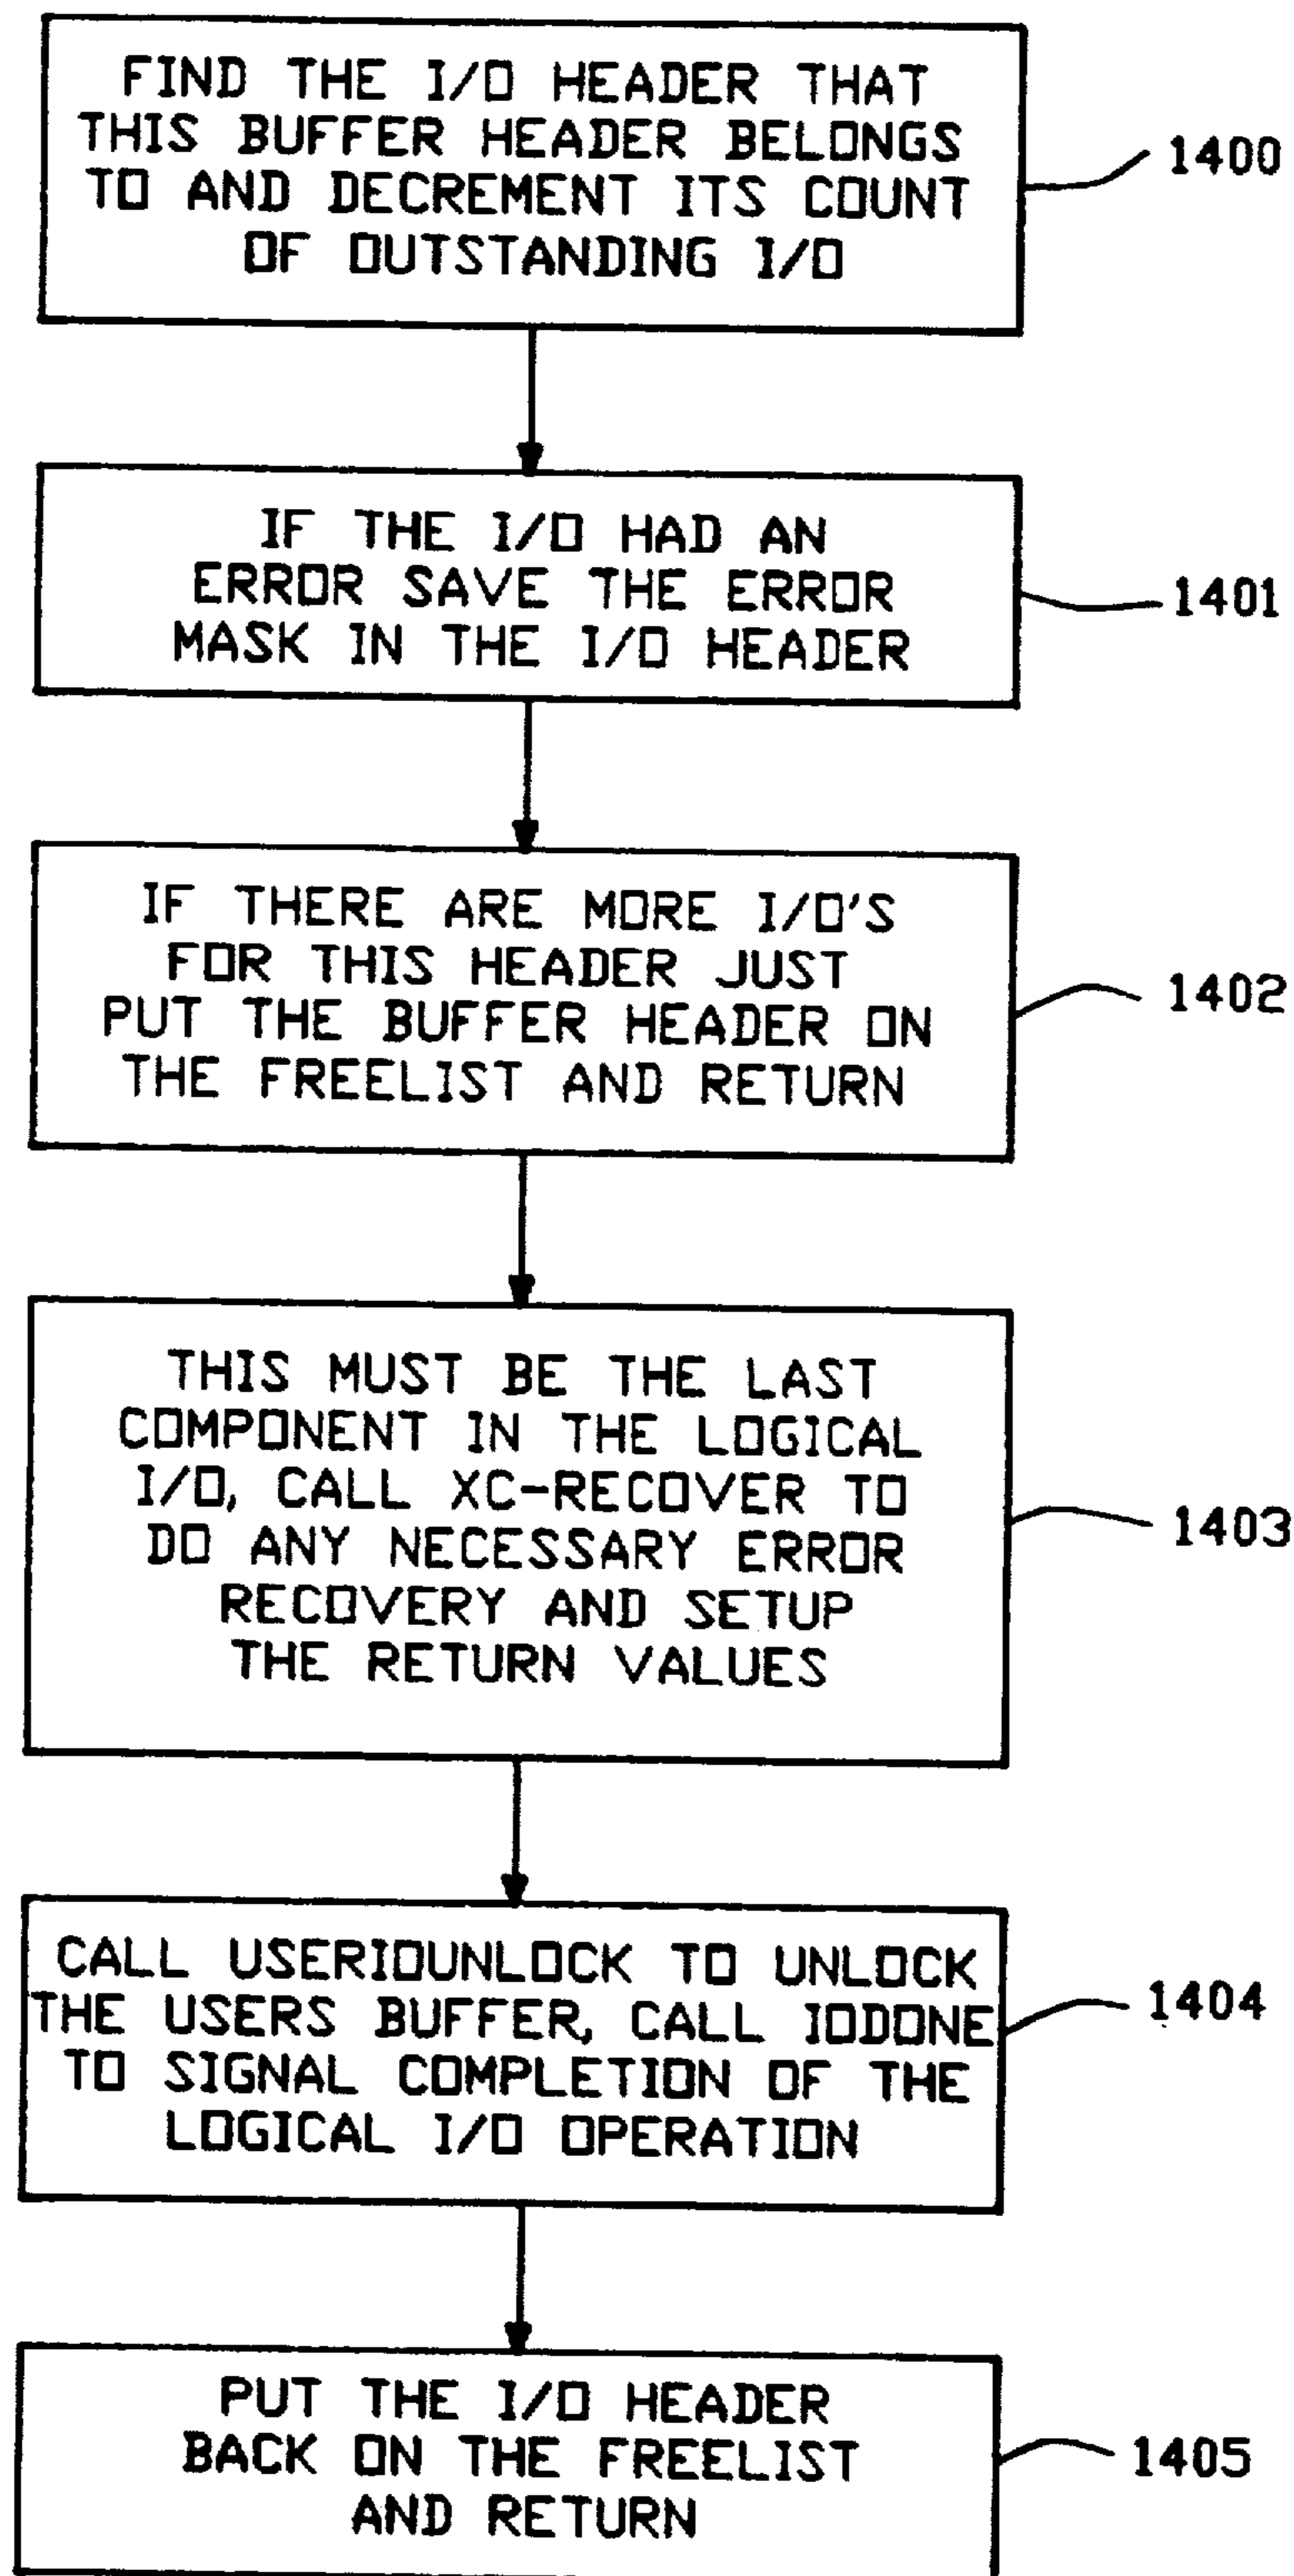 FIND THE I/O HEADER THAT
THIS BUFFER HEADER BELONGS
TO AND DECREMENT ITS COUNT
OF OUTSTANDING I/O
1400
IF THE I/O HAD AN
ERROR SAVE THE ERROR
MASK IN THE I/O HEADER
1401
IF THERE ARE MORE I/O'S
FOR THIS HEADER JUST
PUT THE BUFFER HEADER ON
THE FREELIST AND RETURN
1402
THIS MUST BE THE LAST
COMPONENT IN THE LOGICAL
I/O, CALL XC-RECOVER TO
DO ANY NECESSARY ERROR
RECOVERY AND SETUP
THE RETURN VALUES
1403
CALL USERIOUNLOCK TO UNLOCK
THE USERS BUFFER, CALL IODONE
TO SIGNAL COMPLETION OF THE
LOGICAL I/O OPERATION
1404
PUT THE I/O HEADER
BACK ON THE FREELIST
AND RETURN
1405